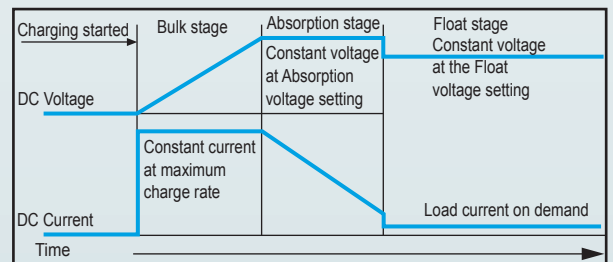 Charging started
Bulk stage
Absorption stage
Float stage
Constant voltage
at Absorption
voltage setting
Constant voltage
at the Float
voltage setting
DC Voltage
Constant current
at maximum
charge rate
Load current on demand
DC Current
Time